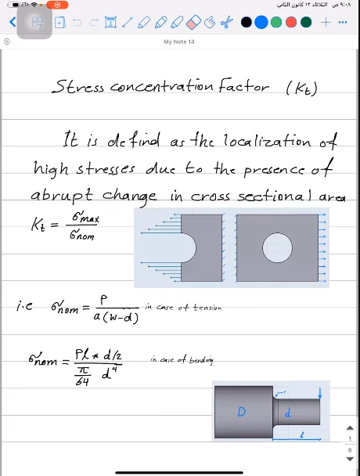 ٩:٠٨ ص الثلاثاء ١٢ كانون الثاني
My Note 14
Stress concentration factor (Kt)
It is defind as the localization of
high stresses due to the presence of
abrupt change in cross sectional area
Kt = σmax / σnom
i.e σnom = P / a(w-d) in case of tension
σnom = Pl * d/2 / π/64 d⁴ in case of bending
r
D d
l
1
6